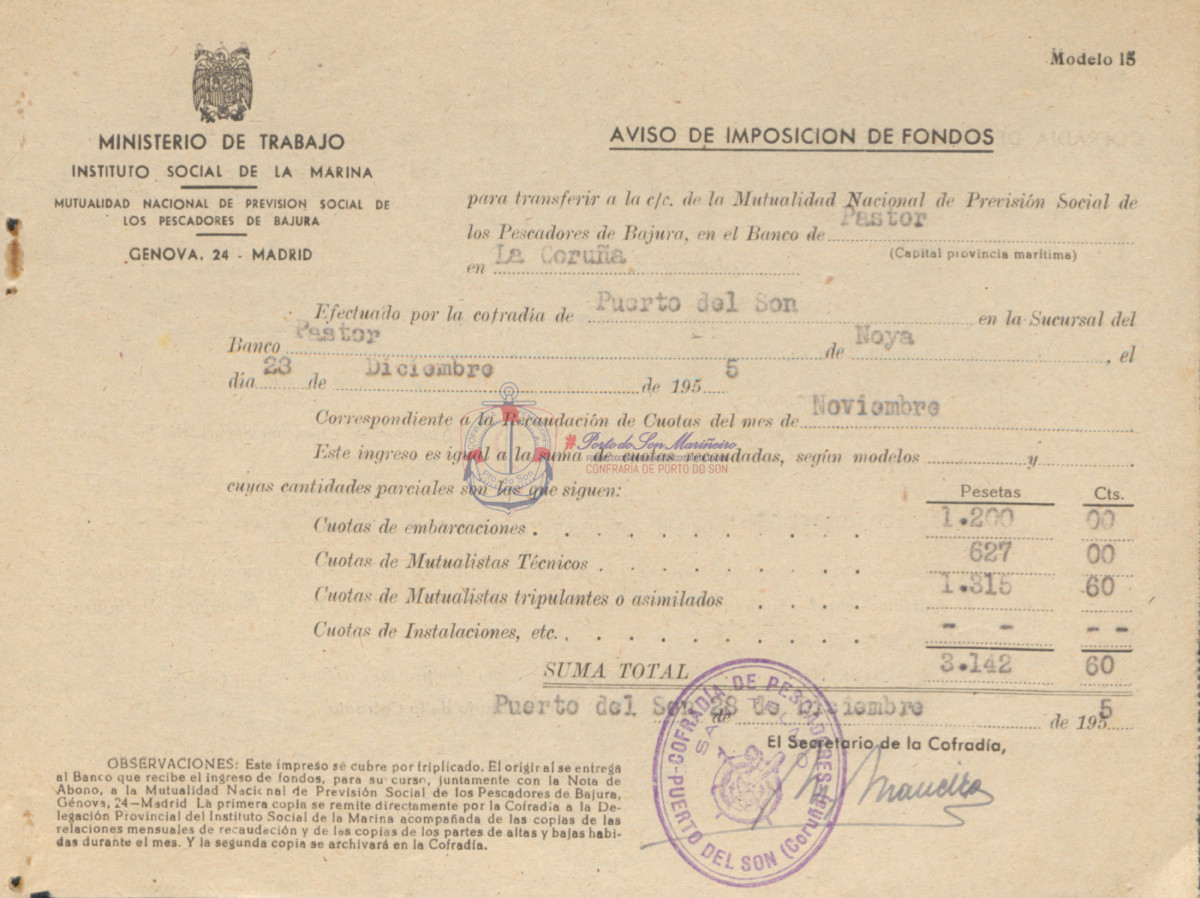 Modelo 15
MINISTERIO DE TRABAJO
INSTITUTO SOCIAL DE LA MARINA
MUTUALIDAD NACIONAL DE PREVISION SOCIAL DE
LOS PESCADORES DE BAJURA
GENOVA, 24 - MADRID
AVISO DE IMPOSICION DE FONDOS
para transferir a la c/c. de la Mutualidad Nacional de Previsión Social de
los Pescadores de Bajura, en el Banco de Pastor
(Capital provincia marítima)
en La Coruña
Efectuado por la cofradía de Puerto del Son en la Sucursal del
Banco Pastor de Noya, el
día 28 de Diciembre de 195 5
Correspondiente a la Recaudación de Cuotas del mes de Noviembre
Este ingreso es igual a la suma de cuotas recaudadas, según modelos y
cuyas cantidades parciales son las que siguen:
Pesetas Cts.
Cuotas de embarcaciones . 1.200 00
Cuotas de Mutualistas Técnicos . 627 00
Cuotas de Mutualistas tripulantes o asimilados 1.315 60
Cuotas de Instalaciones, etc. - - - -
SUMA TOTAL 3.142 60
Puerto del Son 28 de Diciembre de 195 5
El Secretario de la Cofradía,
Maneiro
P-COFRADÍA DE PESCADORES
SAN TELMO
PUERTO DEL SON (Coruña)
#Porto do Son Mariñeiro
CONFRARÍA DE PORTO DO SON
OBSERVACIONES: Este impreso se cubre por triplicado. El origiral se entrega
al Banco que recibe el ingreso de fondos, para su curso, juntamente con la Nota de
Abono, a la Mutualidad Nacional de Previsión Social de los Pescadores de Bajura,
Génova, 24—Madrid La primera copia se remite directamente por la Cofradía a la De-
legación Provincial del Instituto Social de la Marina acompañada de las copias de las
relaciones mensuales de recaudeción y de los copias de los partes de altas y bajas habi-
das durante el mes. Y la segunda copia se archivará en la Cofradía.